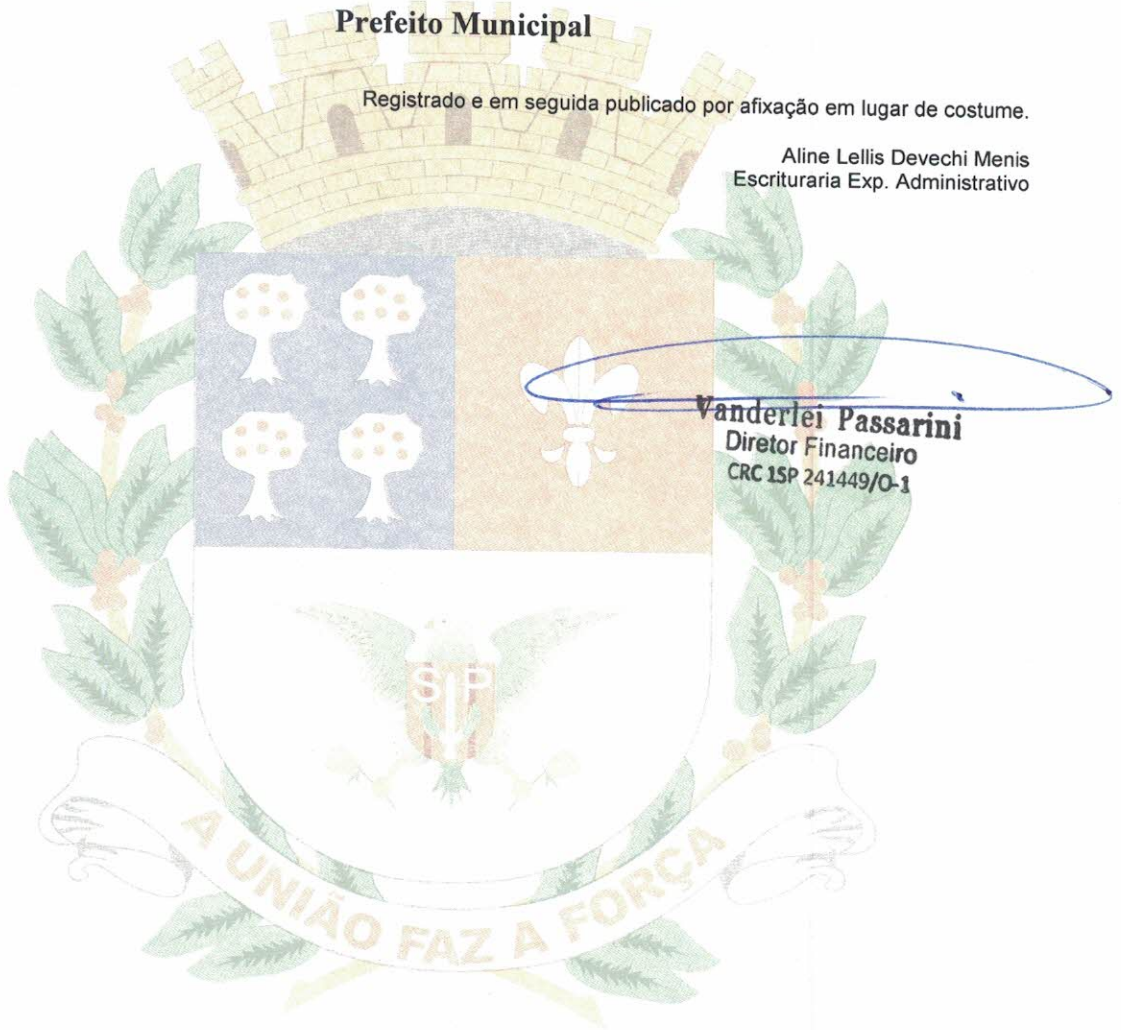 Prefeito Municipal
Registrado e em seguida publicado por afixação em lugar de costume.
Aline Lellis Devechi Menis
Escrituraria Exp. Administrativo
Vanderlei Passarini
Diretor Financeiro
CRC 1SP 241449/O-1
S P
A UNIÃO FAZ A FORÇA